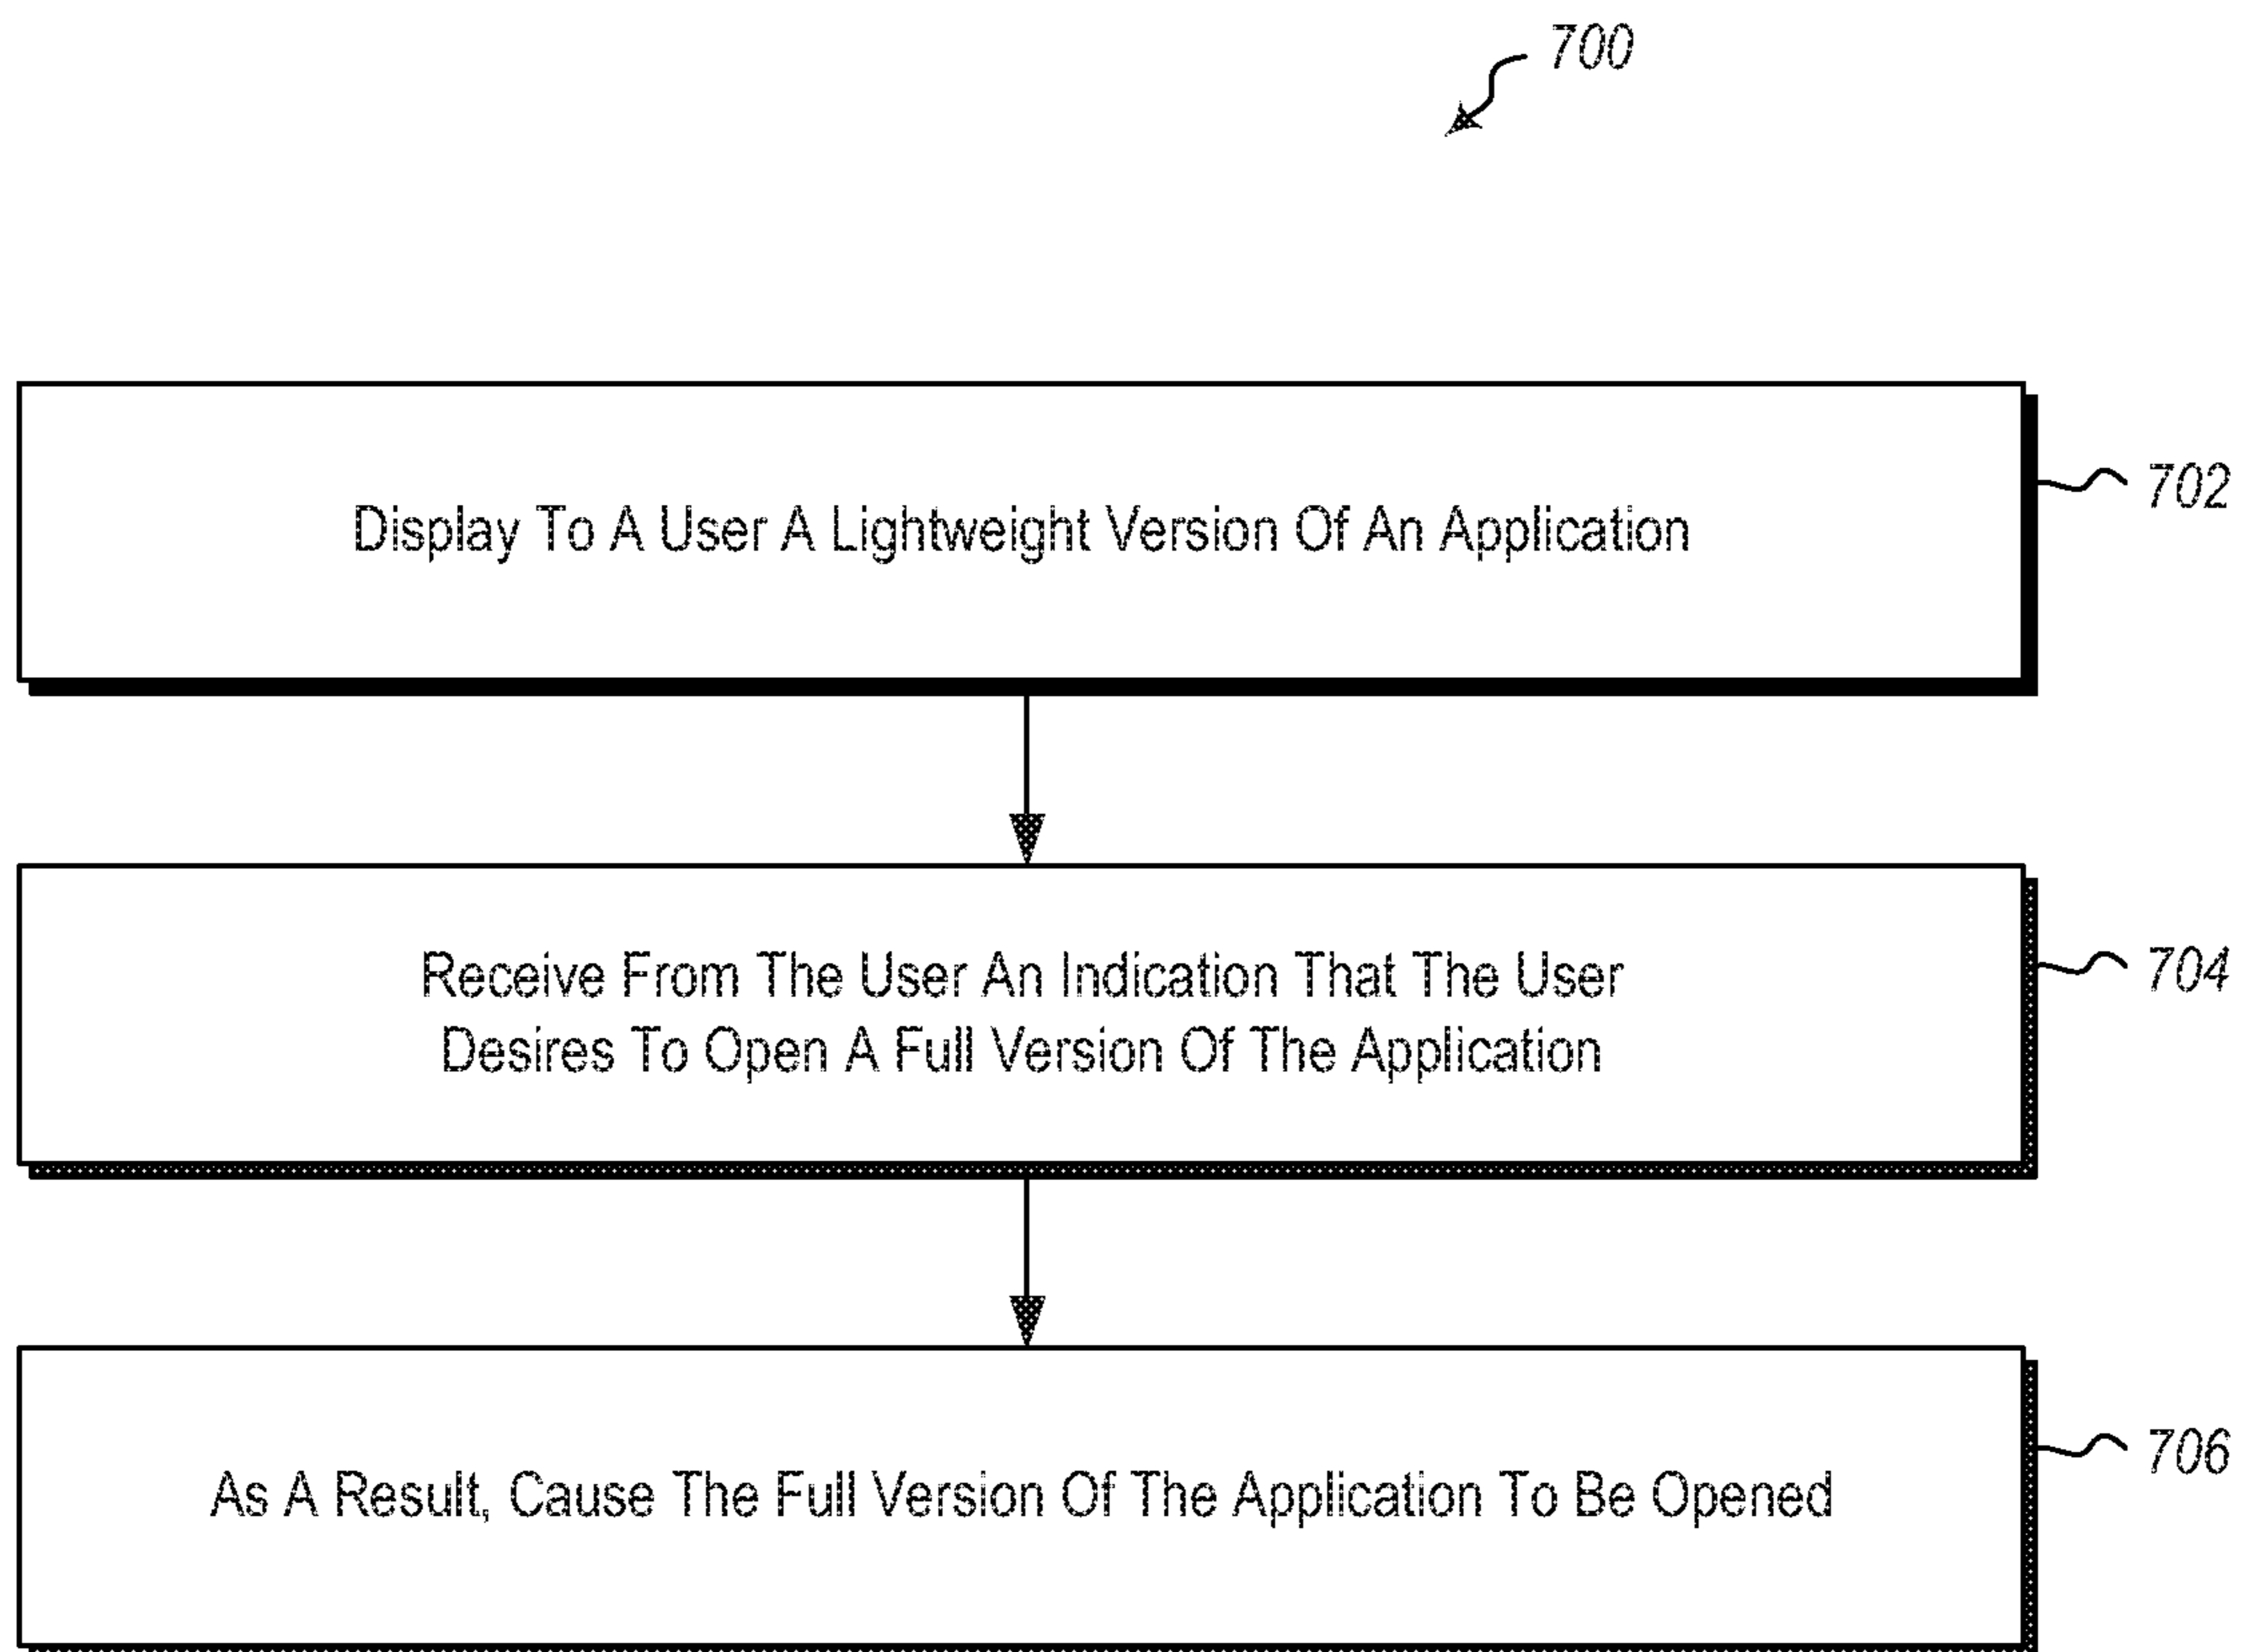 700
Display To A User A Lightweight Version Of An Application
702
Receive From The User An Indication That The User
Desires To Open A Full Version Of The Application
704
As A Result, Cause The Full Version Of The Application To Be Opened
706